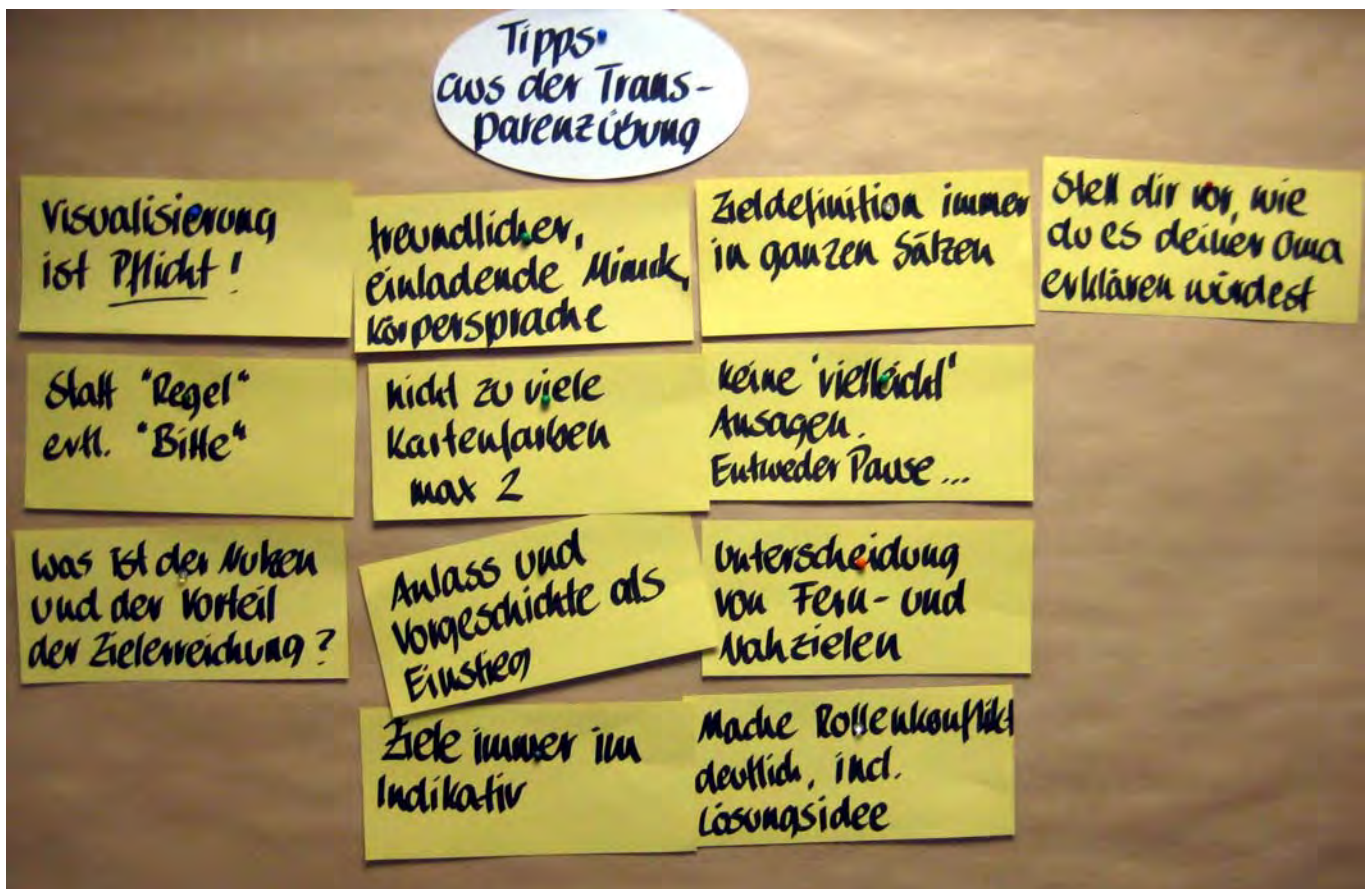 Tipps
aus der Trans-
parenzübung
Visualisierung
ist Pflicht!
Statt "Regel"
evtl. "Bitte"
Was ist der Nutzen
und der Vorteil
der Zielerreichung?
freundlicher,
einladende Mimik,
Körpersprache
nicht zu viele
Kartenfarben
max 2
Anlass und
Vorgeschichte als
Einstieg
Ziele immer im
Indikativ
Zieldefinition immer
in ganzen Sätzen
keine "vielleicht"
Ansagen.
Entweder Pause...
Unterscheidung
von Fern- und
Nahzielen
Mache Rollenkonflikt
deutlich, incl.
Lösungsidee
Stell dir vor, wie
du es deiner Oma
erklären würdest